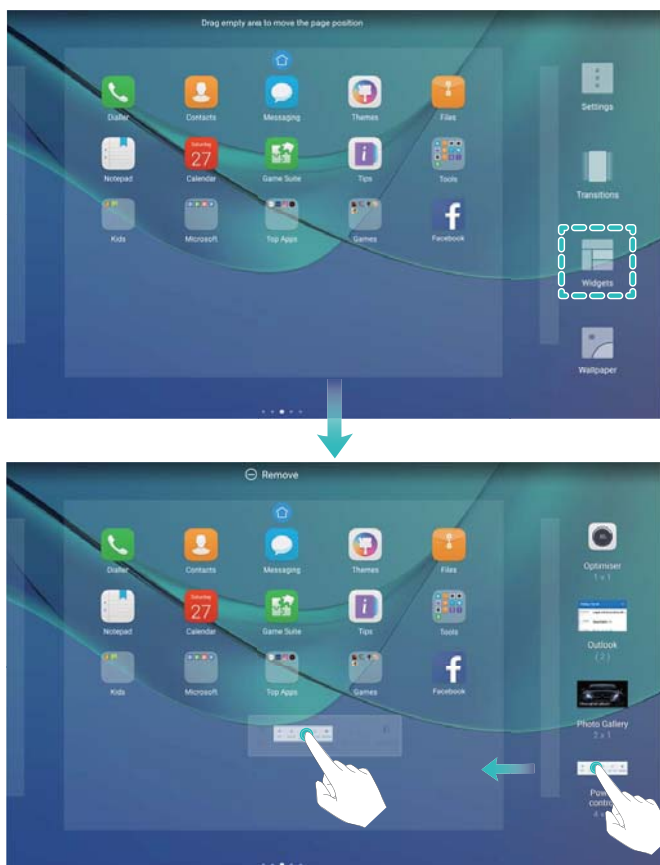 Drag empty area to move the page position
Dialler
Contacts
Messaging
Themes
Files
Settings
Notepad
Saturday
27
Calendar
Game Suite
Tips
Tools
Transitions
Kids
Microsoft
Top Apps
Games
Facebook
Widgets
Wallpaper
Remove
Dialler
Contacts
Messaging
Themes
Files
Optimiser
1 x 1
Notepad
Saturday
27
Calendar
Game Suite
Tips
Tools
Outlook
( 2 )
Kids
Microsoft
Top Apps
Games
Facebook
Photo Gallery
2 x 1